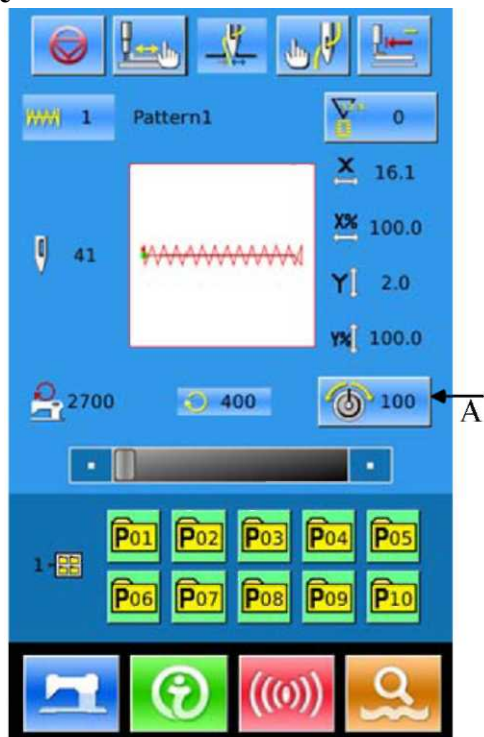 1 Pattern1 0
X 16.1
X% 100.0
41
Y 2.0
Y% 100.0
2700 400 100
A
1-
P01 P02 P03 P04 P05
P06 P07 P08 P09 P10